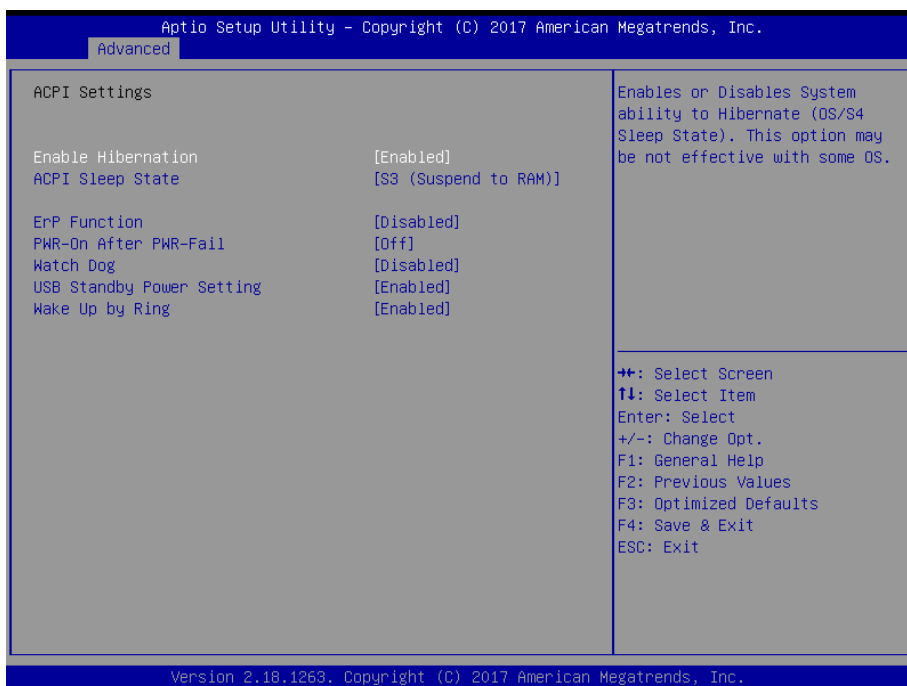 Aptio Setup Utility – Copyright (C) 2017 American Megatrends, Inc.
Advanced
ACPI Settings
Enable Hibernation [Enabled]
ACPI Sleep State [S3 (Suspend to RAM)]
ErP Function [Disabled]
PWR-On After PWR-Fail [Off]
Watch Dog [Disabled]
USB Standby Power Setting [Enabled]
Wake Up by Ring [Enabled]
Enables or Disables System
ability to Hibernate (OS/S4
Sleep State). This option may
be not effective with some OS.
→←: Select Screen
↑↓: Select Item
Enter: Select
+/-: Change Opt.
F1: General Help
F2: Previous Values
F3: Optimized Defaults
F4: Save & Exit
ESC: Exit
Version 2.18.1263. Copyright (C) 2017 American Megatrends, Inc.